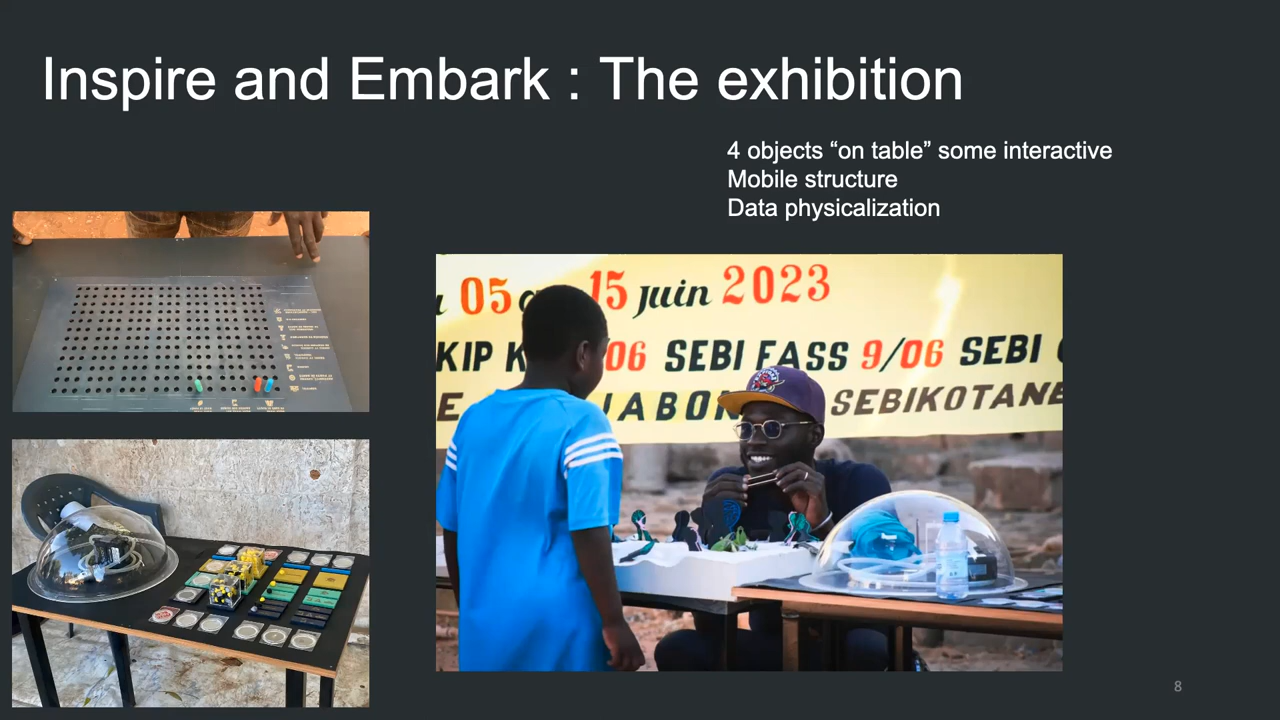 Inspire and Embark : The exhibition
4 objects “on table” some interactive
Mobile structure
Data physicalization
05 15 Juin 2023
KIP 06 SEBI FASS 9/06 SEBI
SEBIKOTANE
8